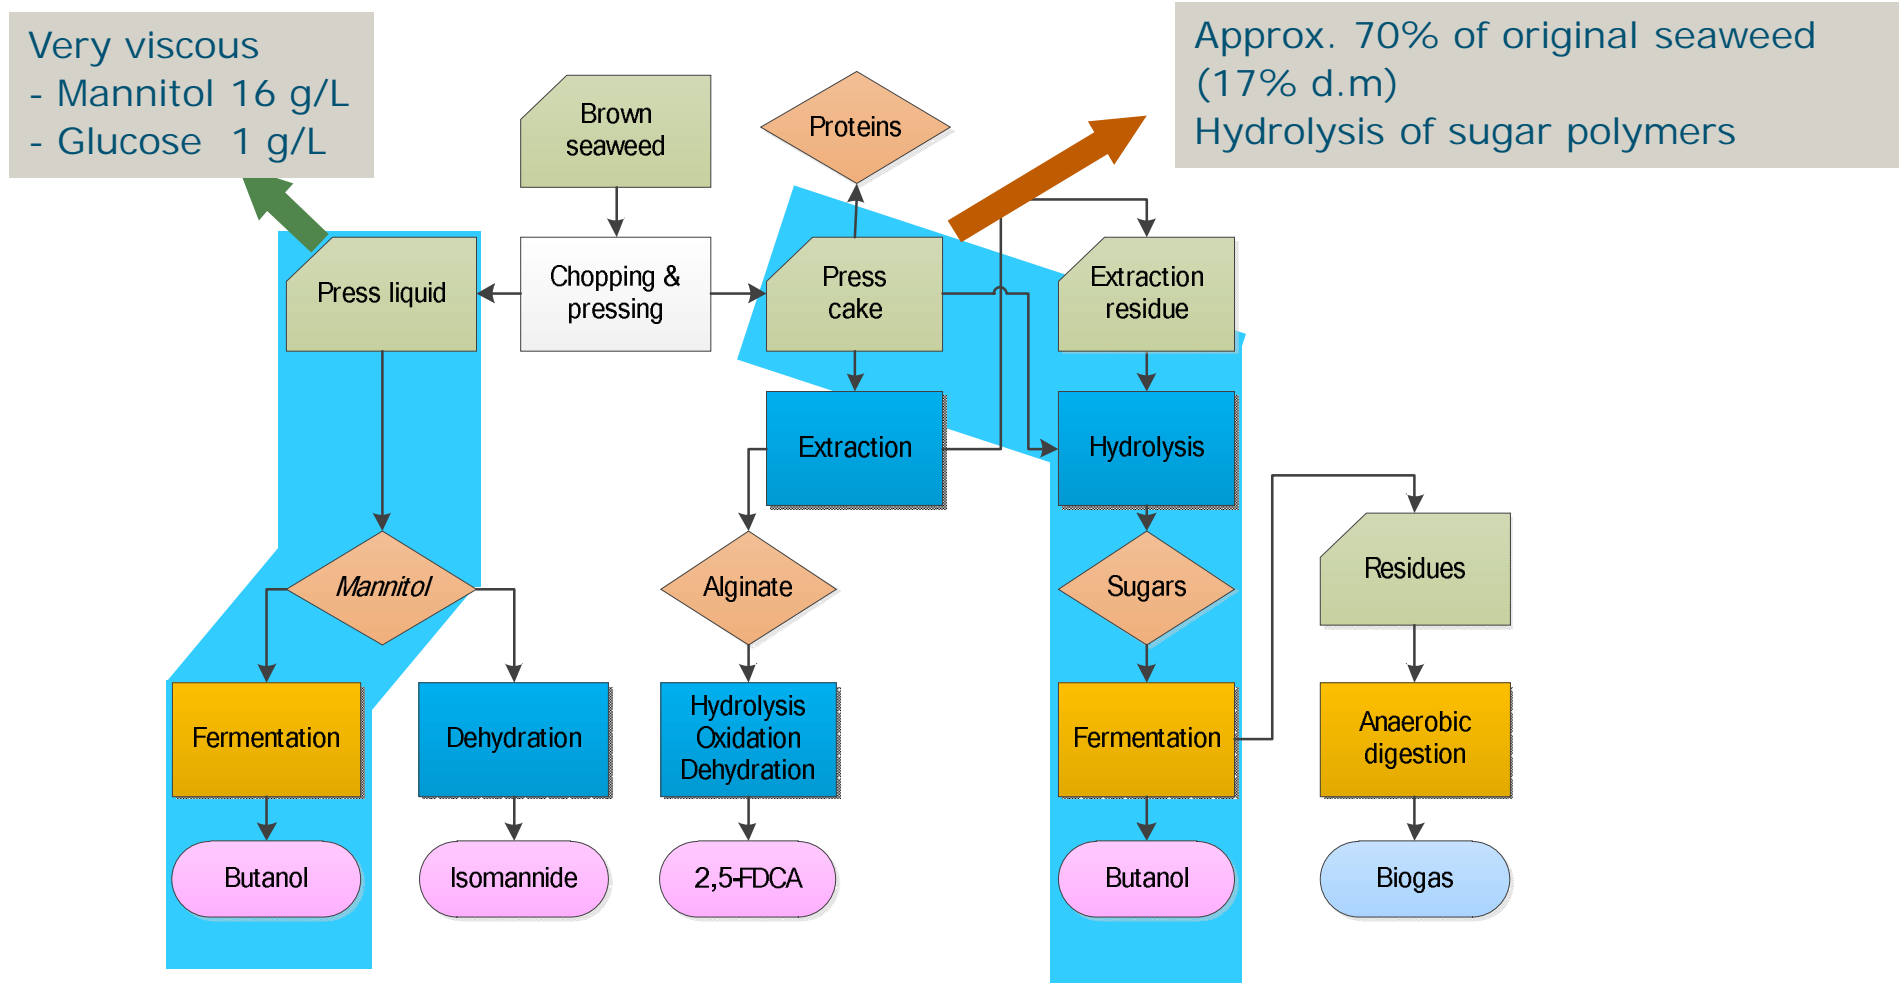 Very viscous
- Mannitol 16 g/L
- Glucose 1 g/L
Approx. 70% of original seaweed
(17% d.m)
Hydrolysis of sugar polymers
Brown
seaweed
Proteins
Press liquid
Chopping &
pressing
Press
cake
Extraction
residue
Extraction
Hydrolysis
Mannitol
Alginate
Sugars
Residues
Fermentation
Dehydration
Hydrolysis
Oxidation
Dehydration
Fermentation
Anaerobic
digestion
Butanol
Isomannide
2,5-FDCA
Butanol
Biogas